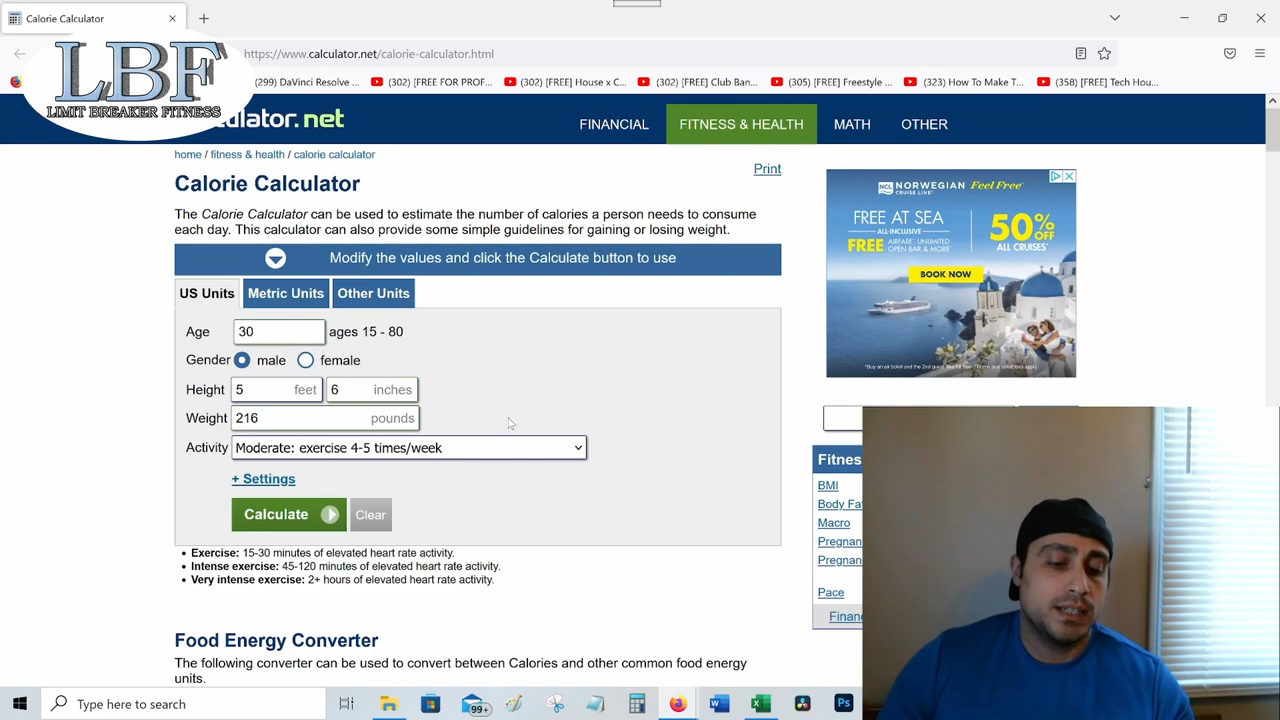 Calorie Calculator
https://www.calculator.net/calorie-calculator.html
LBF
LIMIT BREAKER FITNESS
(299) DaVinci Resolve ...
(302) [FREE FOR PROF...
(302) [FREE] House x C...
(302) [FREE] Club Ban...
(305) [FREE] Freestyle ...
(323) How To Make T...
(358) [FREE] Tech Hou...
culator.net
FINANCIAL
FITNESS & HEALTH
MATH
OTHER
home / fitness & health / calorie calculator
Print
Calorie Calculator
The Calorie Calculator can be used to estimate the number of calories a person needs to consume
each day. This calculator can also provide some simple guidelines for gaining or losing weight.
Modify the values and click the Calculate button to use
US Units
Metric Units
Other Units
Age 30 ages 15 - 80
Gender male female
Height 5 feet 6 inches
Weight 216 pounds
Activity Moderate: exercise 4-5 times/week
+ Settings
Calculate
Clear
• Exercise: 15-30 minutes of elevated heart rate activity.
• Intense exercise: 45-120 minutes of elevated heart rate activity.
• Very intense exercise: 2+ hours of elevated heart rate activity.
Food Energy Converter
The following converter can be used to convert between Calories and other common food energy
units.
NCL NORWEGIAN CRUISE LINE Feel Free
FREE AT SEA
ALL-INCLUSIVE
FREE AIRFARE, UNLIMITED
OPEN BAR & MORE
50% OFF
ALL CRUISES*
BOOK NOW
Fitnes
BMI
Body Fa
Macro
Pregnan
Pregnan
Pace
Financ
Type here to search
99+
W
X
Ps